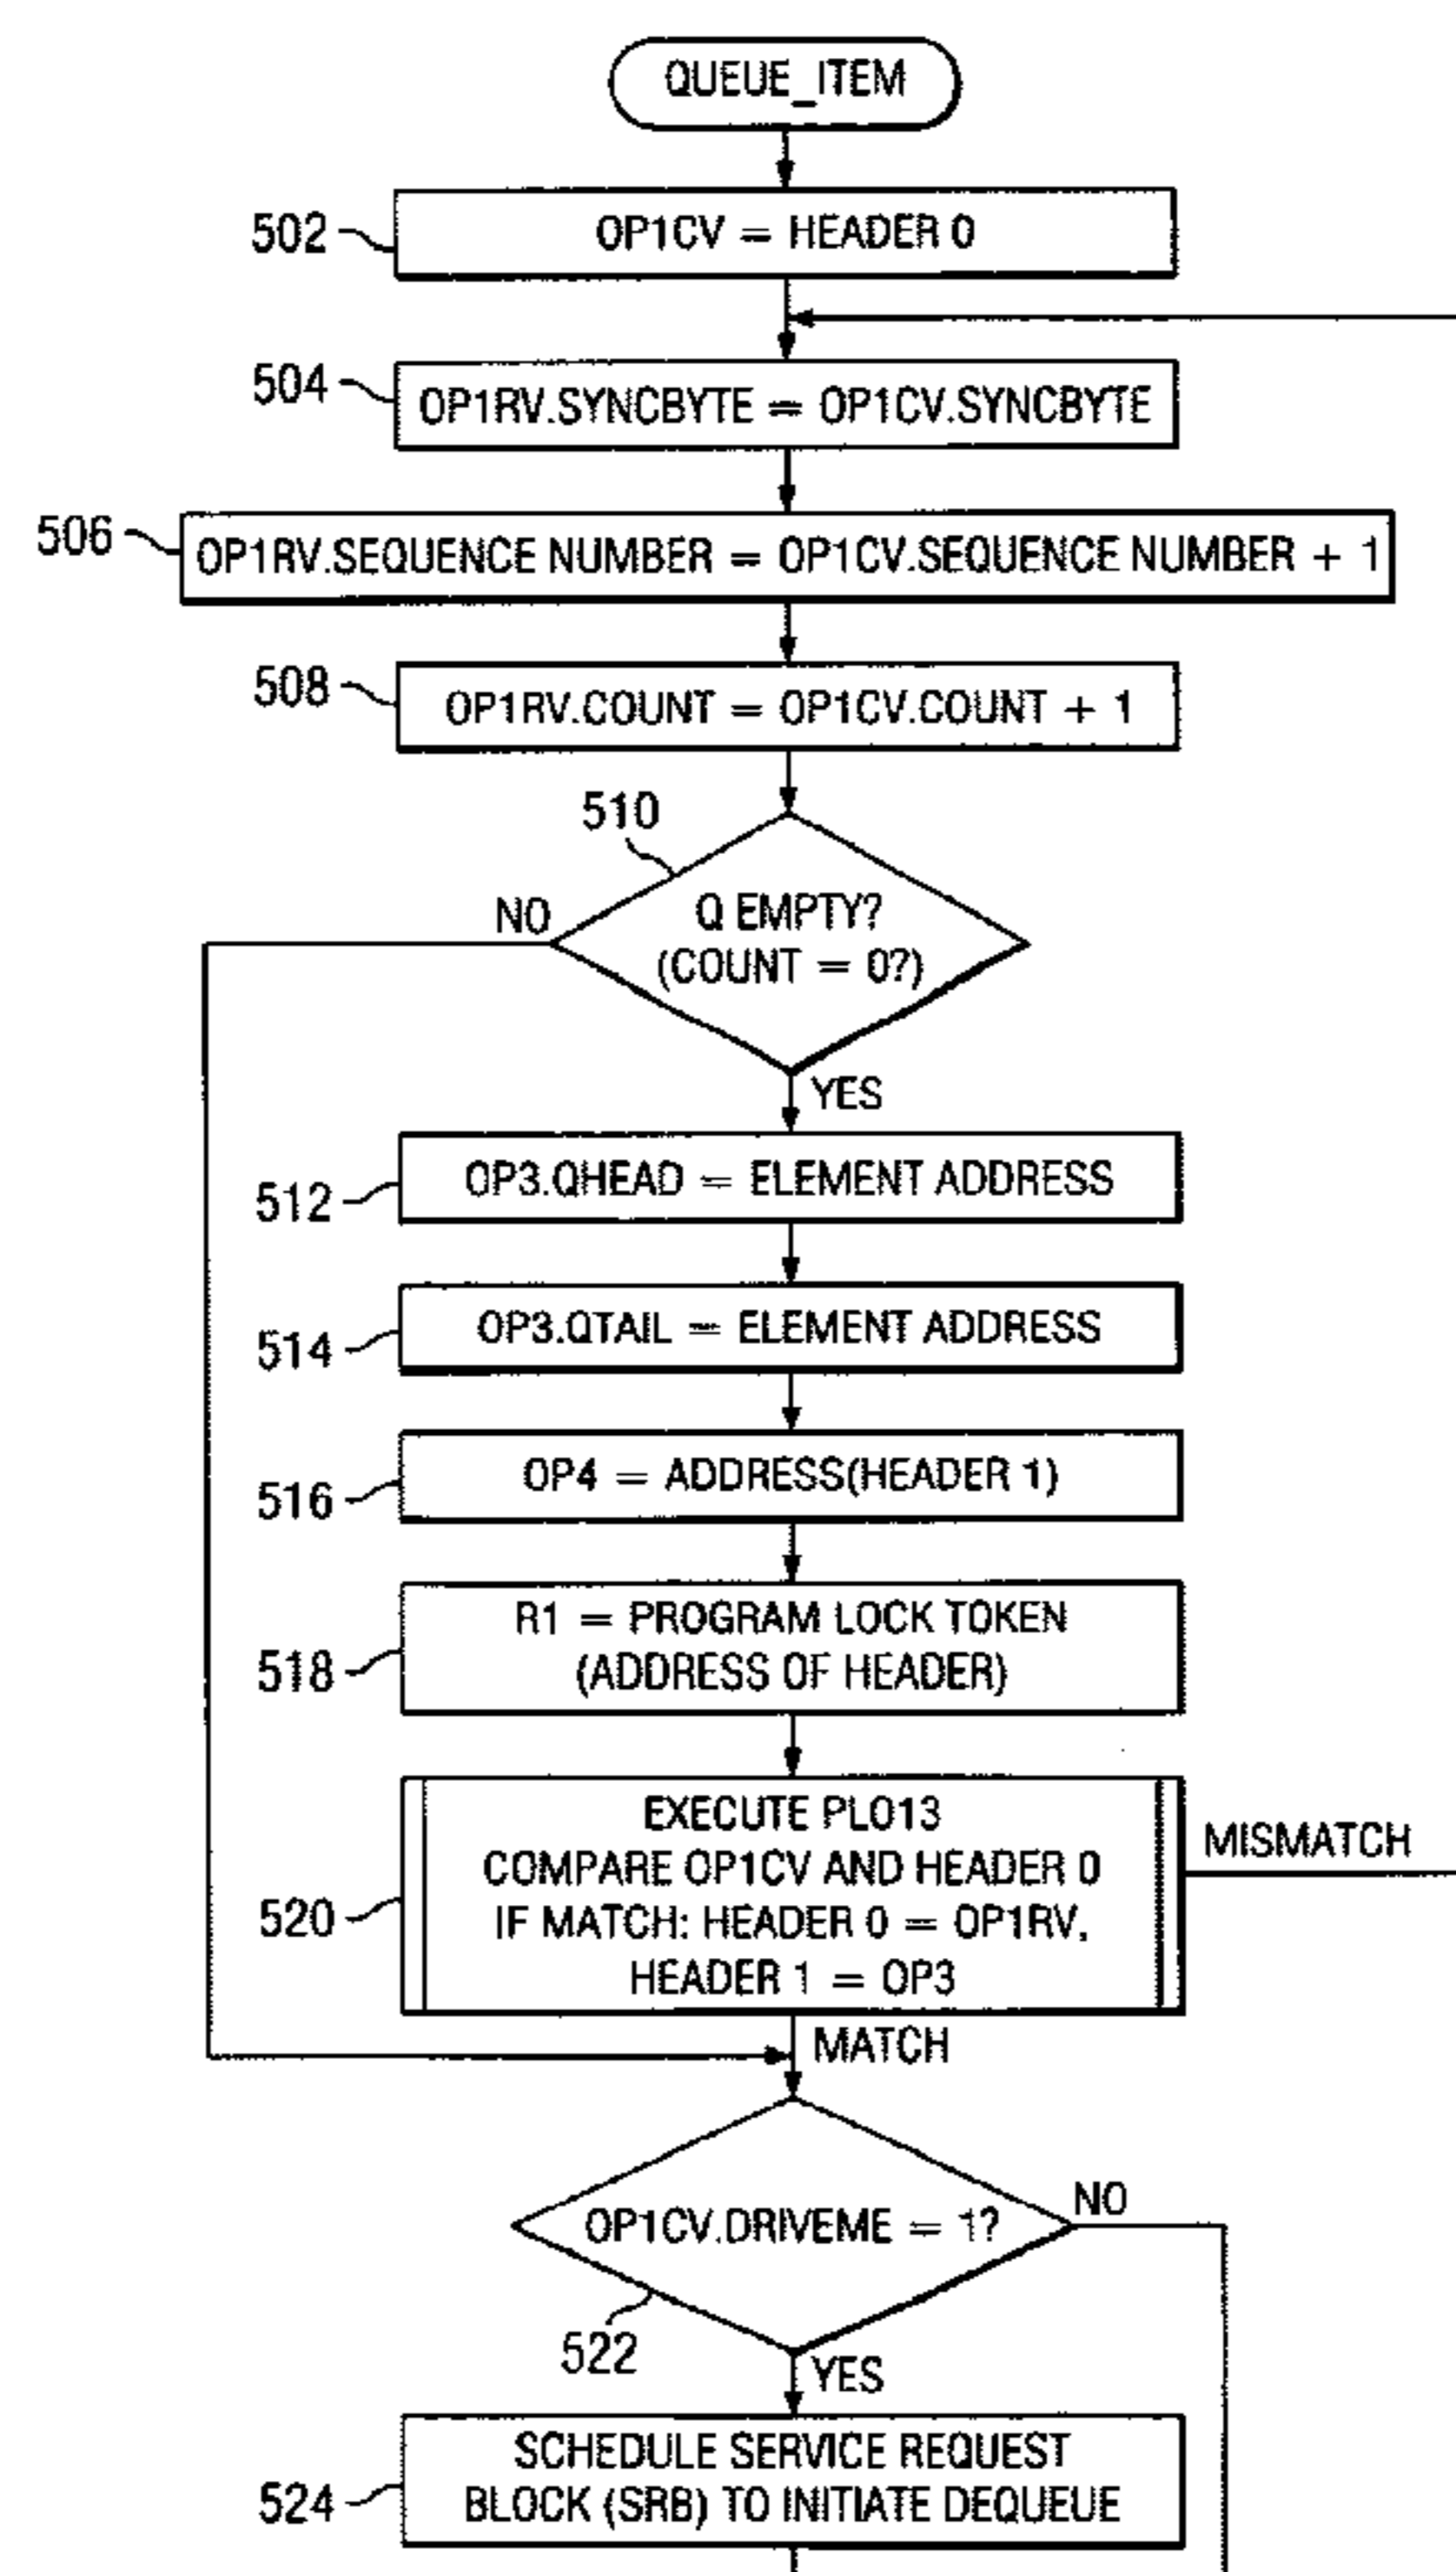 QUEUE_ITEM
502
OP1CV = HEADER 0
504
OP1RV.SYNCBYTE = OP1CV.SYNCBYTE
506
OP1RV.SEQUENCE NUMBER = OP1CV.SEQUENCE NUMBER + 1
508
OP1RV.COUNT = OP1CV.COUNT + 1
510
NO
Q EMPTY?
(COUNT = 0?)
YES
512
OP3.QHEAD = ELEMENT ADDRESS
514
OP3.QTAIL = ELEMENT ADDRESS
516
OP4 = ADDRESS(HEADER 1)
518
R1 = PROGRAM LOCK TOKEN
(ADDRESS OF HEADER)
520
EXECUTE PLO13
COMPARE OP1CV AND HEADER 0
IF MATCH: HEADER 0 = OP1RV,
HEADER 1 = OP3
MISMATCH
MATCH
OP1CV.DRIVEME = 1?
NO
522
YES
524
SCHEDULE SERVICE REQUEST
BLOCK (SRB) TO INITIATE DEQUEUE